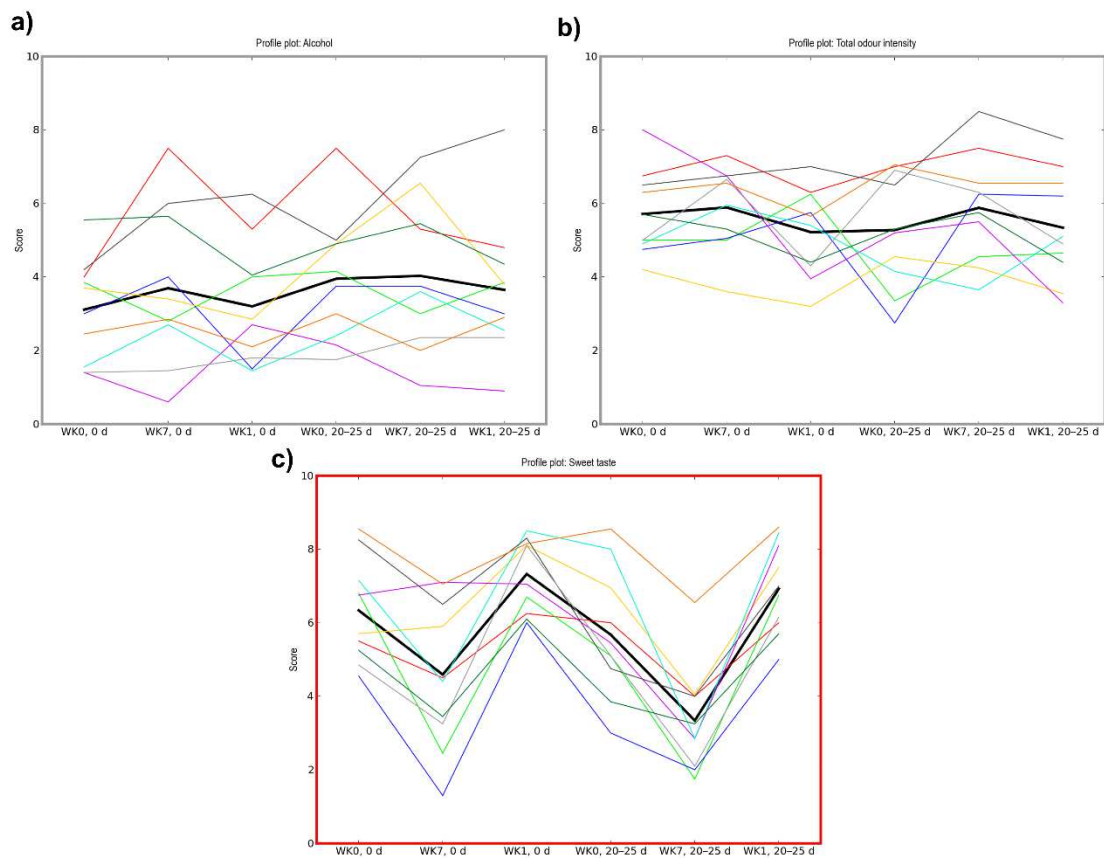 a)
Profile plot: Alcohol
10
8
6
4
2
0
Score
WK0, 0 d WK7, 0 d WK1, 0 d WK0, 20–25 d WK7, 20–25 d WK1, 20–25 d
b)
Profile plot: Total odour intensity
10
8
6
4
2
0
Score
WK0, 0 d WK7, 0 d WK1, 0 d WK0, 20–25 d WK7, 20–25 d WK1, 20–25 d
c)
Profile plot: Sweet taste
10
8
6
4
2
0
Score
WK0, 0 d WK7, 0 d WK1, 0 d WK0, 20–25 d WK7, 20–25 d WK1, 20–25 d